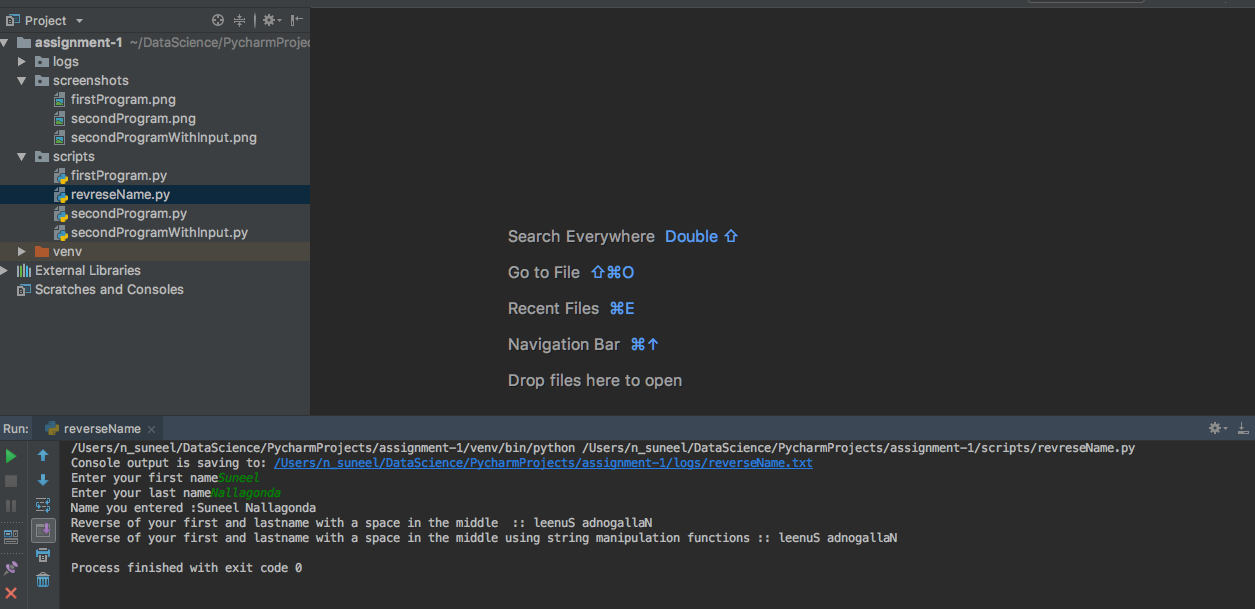 Project
assignment-1 ~/DataScience/PycharmProjec
logs
screenshots
firstProgram.png
secondProgram.png
secondProgramWithInput.png
scripts
firstProgram.py
revreseName.py
secondProgram.py
secondProgramWithInput.py
venv
External Libraries
Scratches and Consoles
Search Everywhere Double ⇧
Go to File ⇧⌘O
Recent Files ⌘E
Navigation Bar ⌘↑
Drop files here to open
Run: reverseName
/Users/n_suneel/DataScience/PycharmProjects/assignment-1/venv/bin/python /Users/n_suneel/DataScience/PycharmProjects/assignment-1/scripts/revreseName.py
Console output is saving to: /Users/n_suneel/DataScience/PycharmProjects/assignment-1/logs/reverseName.txt
Enter your first nameSuneel
Enter your last nameNallagonda
Name you entered :Suneel Nallagonda
Reverse of your first and lastname with a space in the middle  :: leenuS adnogallaN
Reverse of your first and lastname with a space in the middle using string manipulation functions :: leenuS adnogallaN
Process finished with exit code 0